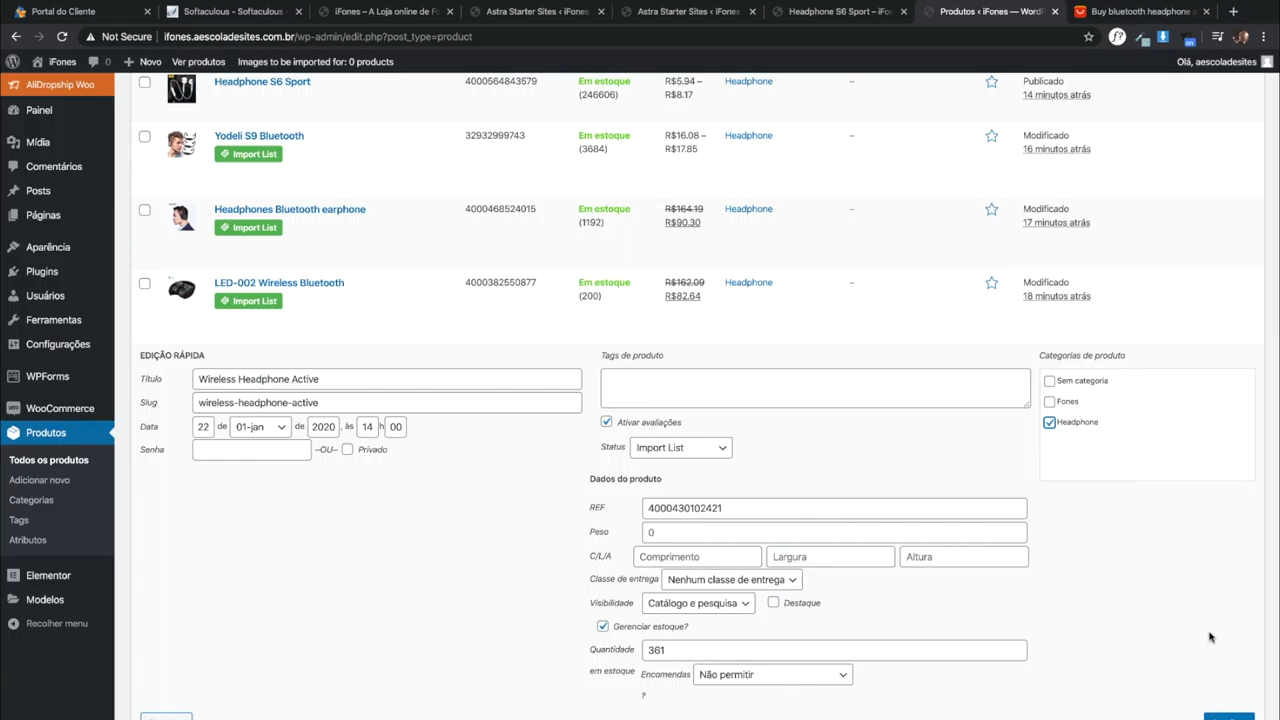 Portal do Cliente
Softaculous - Softaculous -
iFones – A Loja online de F
Astra Starter Sites ‹ iFones
Astra Starter Sites ‹ iFones
Headphone S6 Sport
Produtos ‹ iFones — Word
Buy bluetooth headphone a
Not Secure
ifones.aescoladesites.com.br/wp-admin/edit.php?post_type=product
f?
on
iFones
0
Novo
Ver produtos
Images to be imported for: 0 products
Olá, aescoladesites
AliDropship Woo
Painel
Mídia
Comentários
Posts
Páginas
Aparência
Plugins
Usuários
Ferramentas
Configurações
WPForms
WooCommerce
Produtos
Todos os produtos
Adicionar novo
Categorias
Tags
Atributos
Elementor
Modelos
Recolher menu
Headphone S6 Sport
4000564843579
Em estoque
(246606)
R$5.94 –
R$8.17
Headphone
–
Publicado
14 minutos atrás
Yodeli S9 Bluetooth
Import List
32932999743
Em estoque
(3684)
R$16.08 –
R$17.85
Headphone
–
Modificado
16 minutos atrás
Headphones Bluetooth earphone
Import List
4000468524015
Em estoque
(1192)
R$164.19
R$90.30
Headphone
–
Modificado
17 minutos atrás
LED-002 Wireless Bluetooth
Import List
4000382550877
Em estoque
(200)
R$162.09
R$82.64
Headphone
–
Modificado
18 minutos atrás
EDIÇÃO RÁPIDA
Título
Wireless Headphone Active
Slug
wireless-headphone-active
Data
22 de 01-jan de 2020 , às 14 h 00
Senha
–OU– Privado
Tags de produto
Ativar avaliações
Status
Import List
Dados do produto
REF
4000430102421
Peso
0
C/L/A
Comprimento
Largura
Altura
Classe de entrega
Nenhum classe de entrega
Visibilidade
Catálogo e pesquisa
Destaque
Gerenciar estoque?
Quantidade
em estoque
361
Encomendas
?
Não permitir
Categorias de produto
Sem categoria
Fones
Headphone